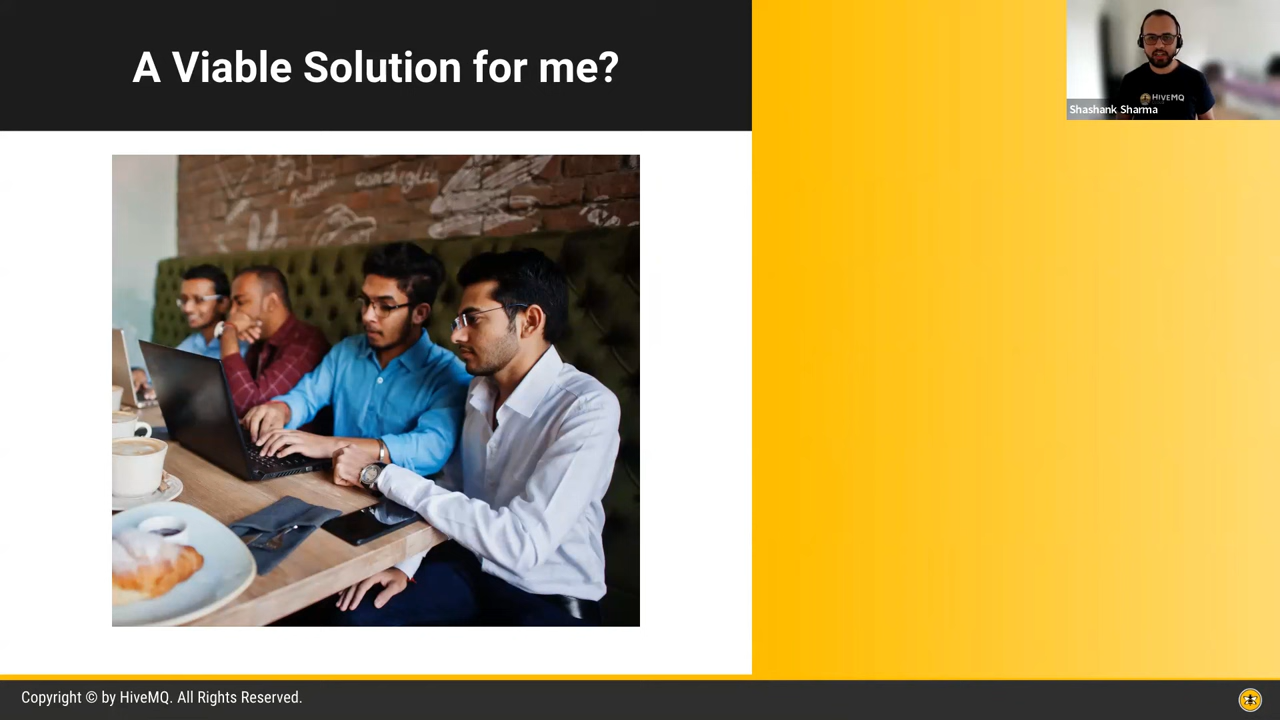 A Viable Solution for me?
HIVEMQ
Shashank Sharma
Copyright © by HiveMQ. All Rights Reserved.